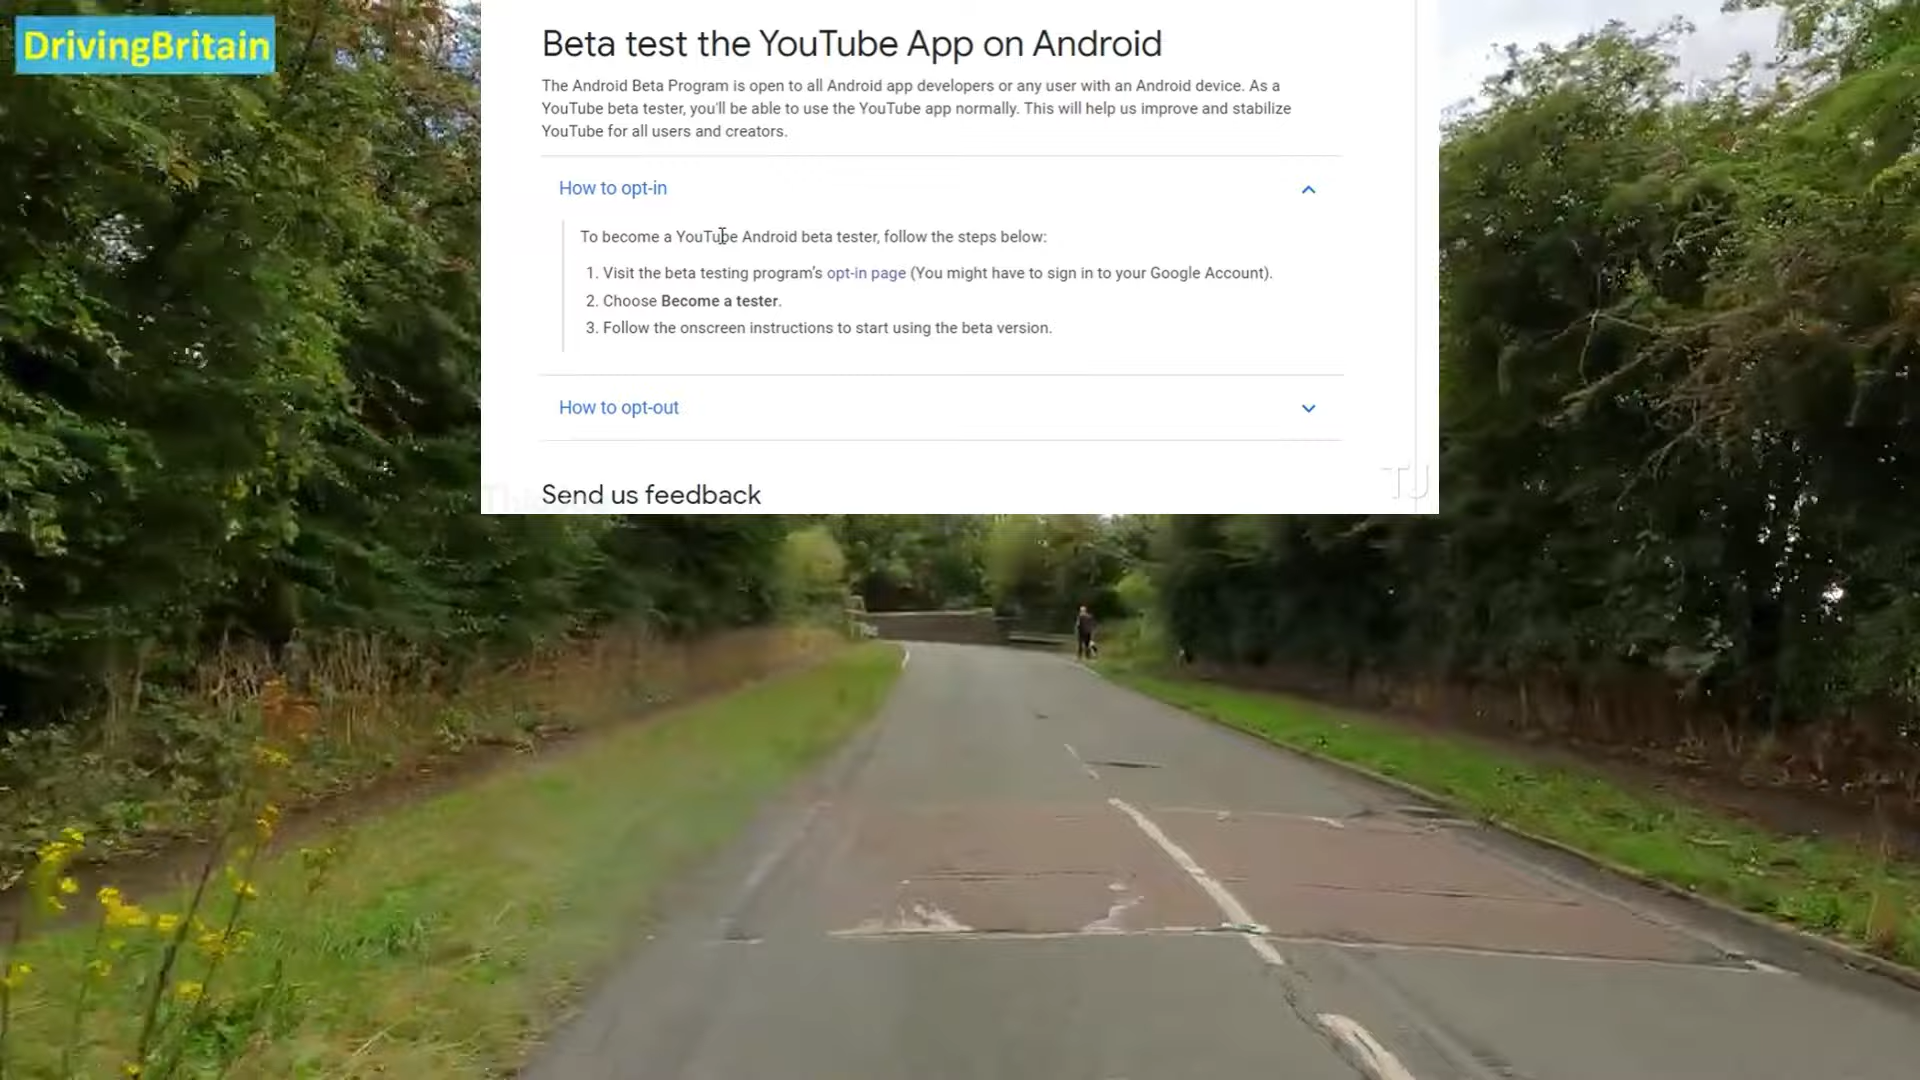 DrivingBritain
Beta test the YouTube App on Android
The Android Beta Program is open to all Android app developers or any user with an Android device. As a
YouTube beta tester, you'll be able to use the YouTube app normally. This will help us improve and stabilize
YouTube for all users and creators.
How to opt-in
To become a YouTube Android beta tester, follow the steps below:
1. Visit the beta testing program's opt-in page (You might have to sign in to your Google Account).
2. Choose Become a tester.
3. Follow the onscreen instructions to start using the beta version.
How to opt-out
Send us feedback
TJ